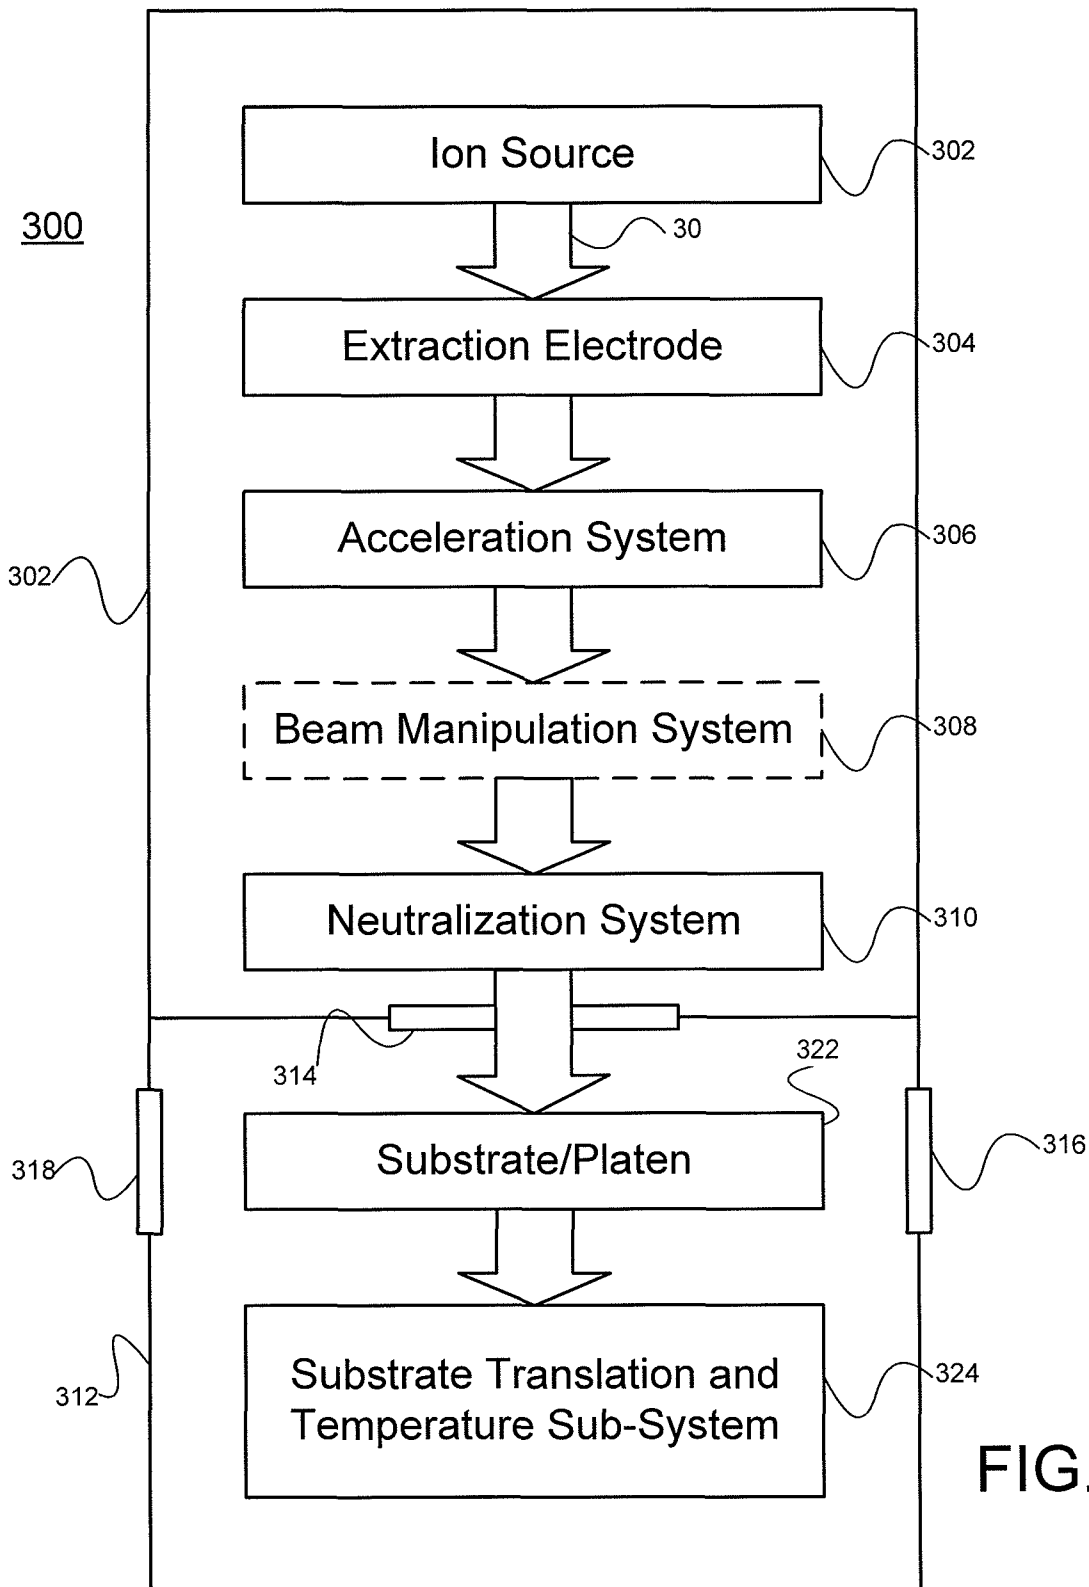 Ion Source
302
300
30
Extraction Electrode
304
Acceleration System
306
302
Beam Manipulation System
308
Neutralization System
310
314
322
Substrate/Platen
318
316
Substrate Translation and
Temperature Sub-System
324
312
FIG.